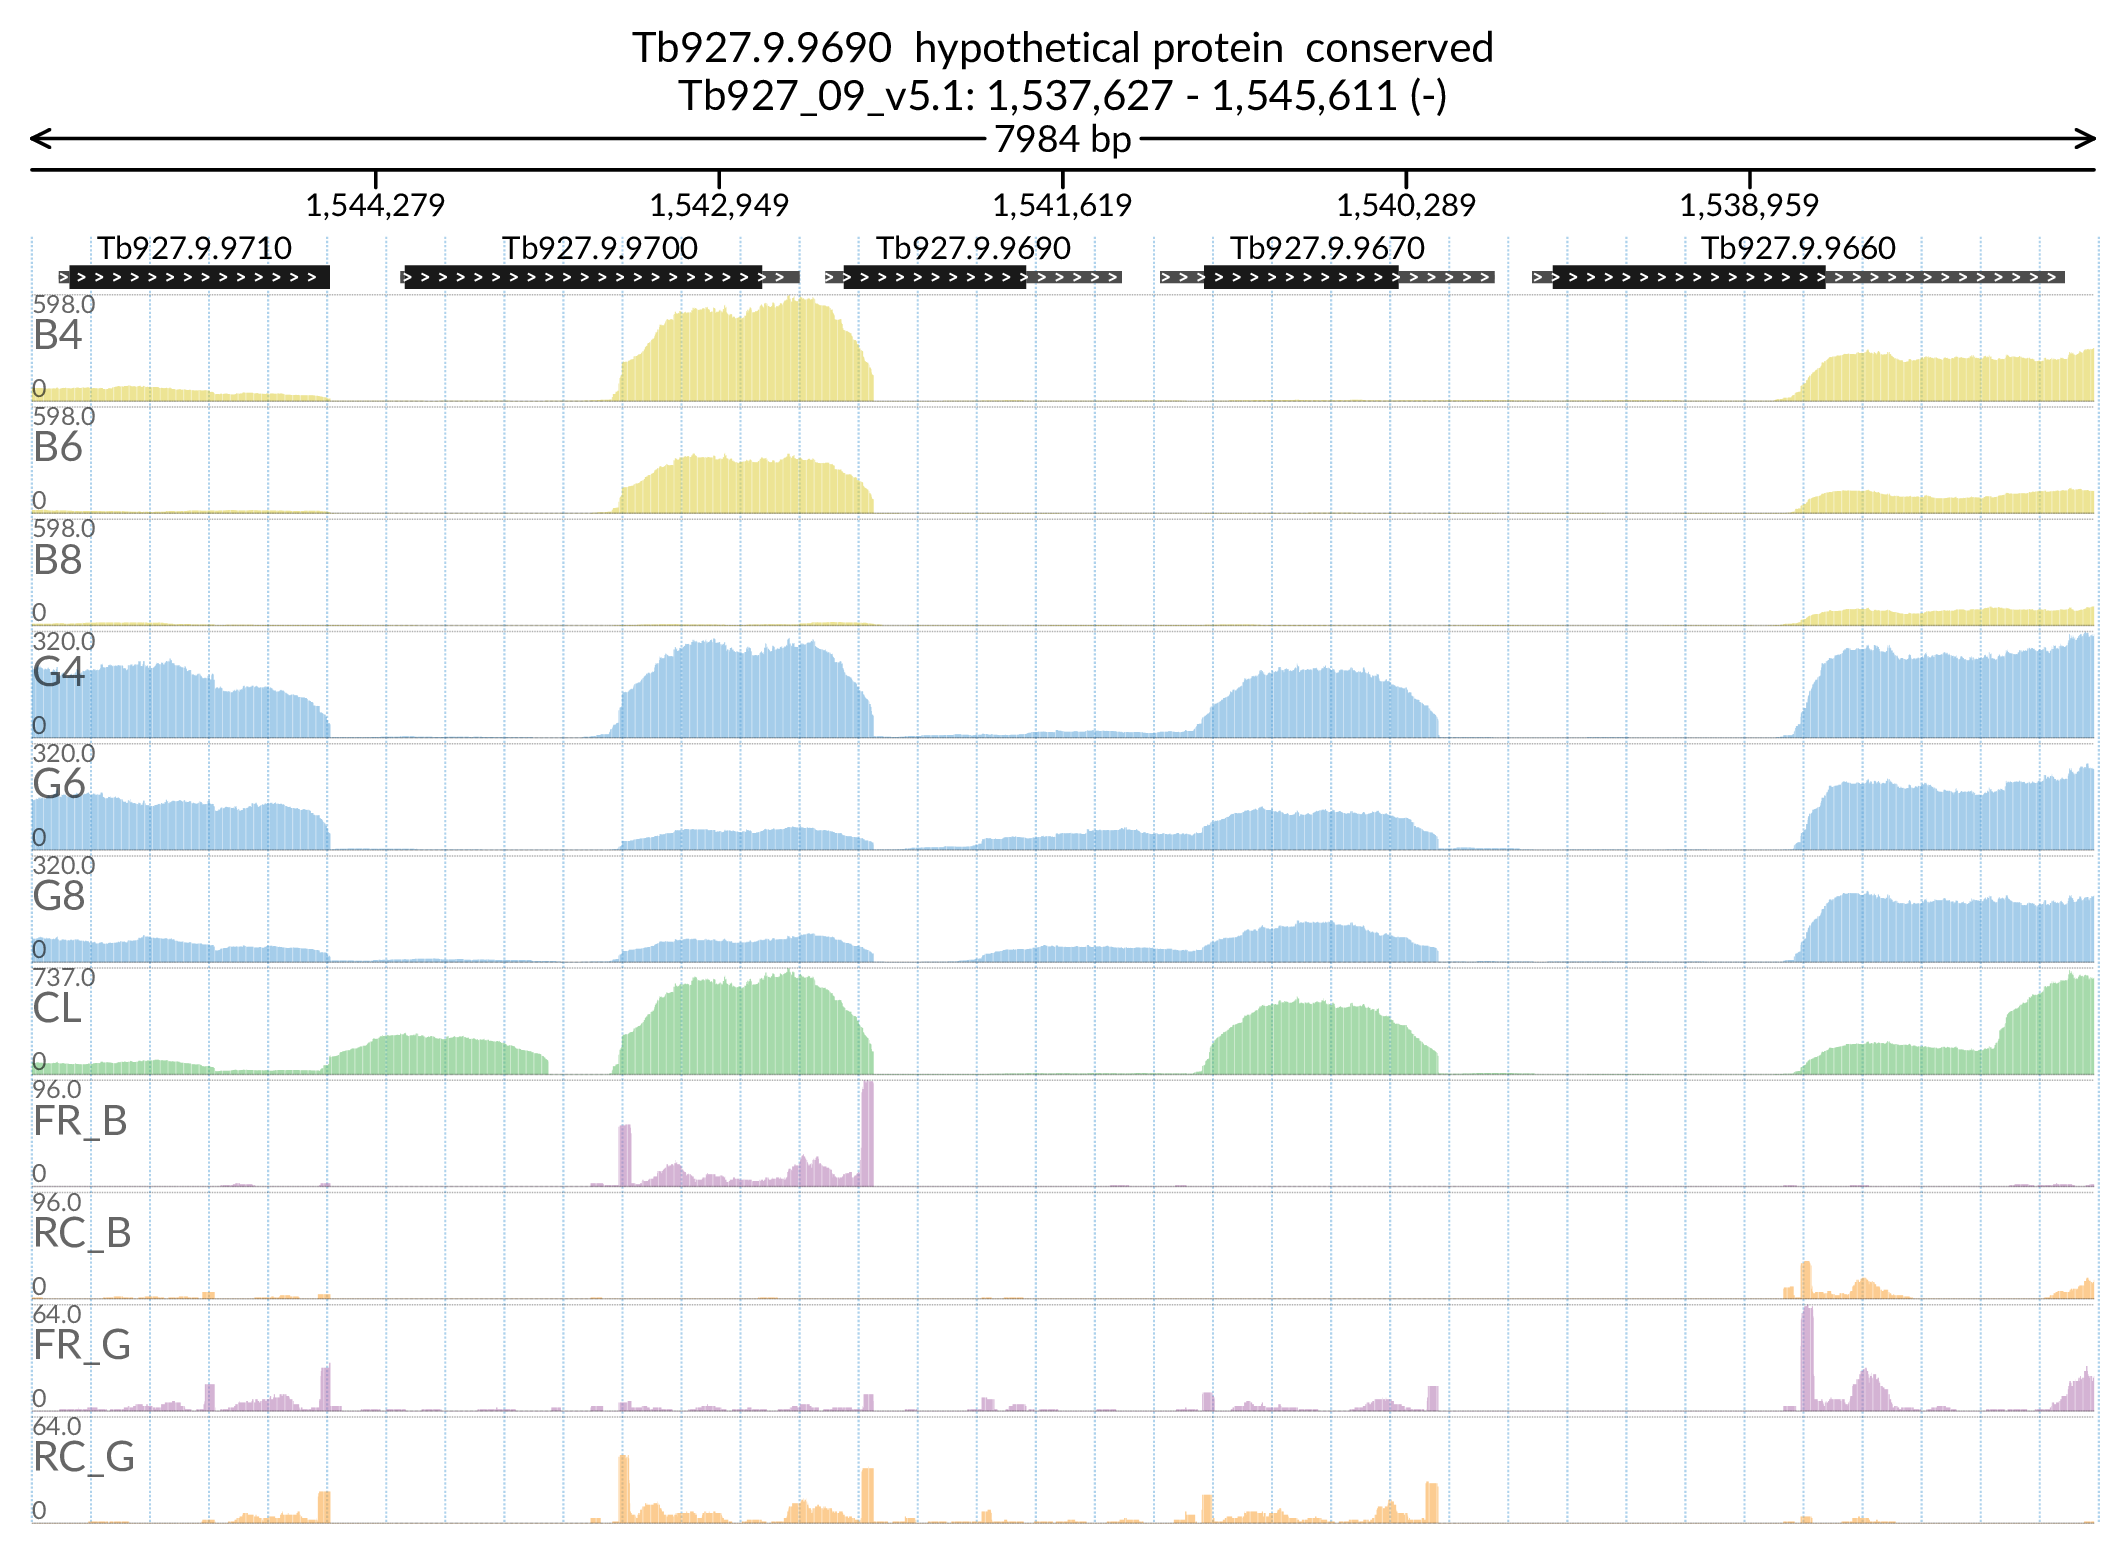 Tb927.9.9690 hypothetical protein conserved
Tb927_09_v5.1: 1,537,627 - 1,545,611 (-)
7984 bp
1,544,279 1,542,949 1,541,619 1,540,289 1,538,959
Tb927.9.9710 Tb927.9.9700 Tb927.9.9690 Tb927.9.9670 Tb927.9.9660
598.0
B4
0
598.0
B6
0
598.0
B8
0
320.0
G4
0
320.0
G6
0
320.0
G8
0
737.0
CL
0
96.0
FR_B
0
96.0
RC_B
0
64.0
FR_G
0
64.0
RC_G
0